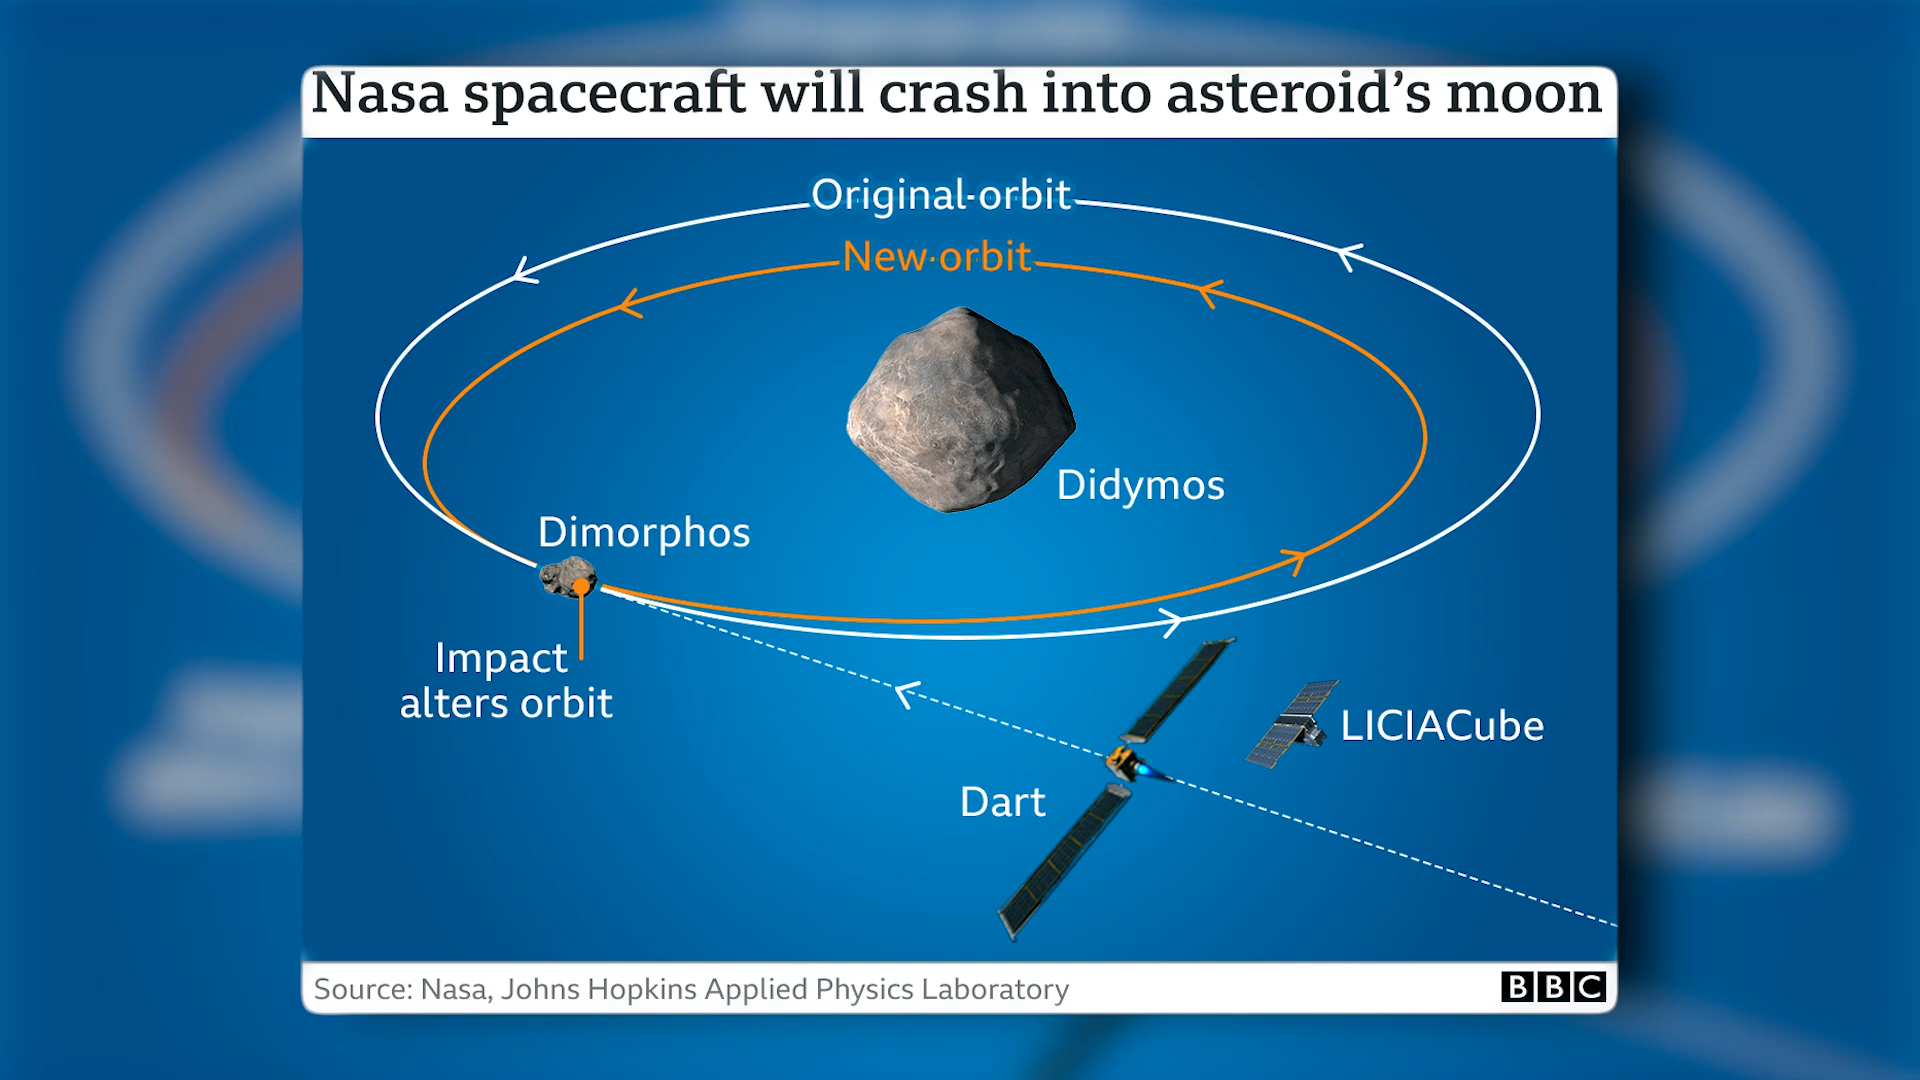 Nasa spacecraft will crash into asteroid's moon
Original orbit
New orbit
Didymos
Dimorphos
Impact
alters orbit
LICIACube
Dart
Source: Nasa, Johns Hopkins Applied Physics Laboratory
BBC